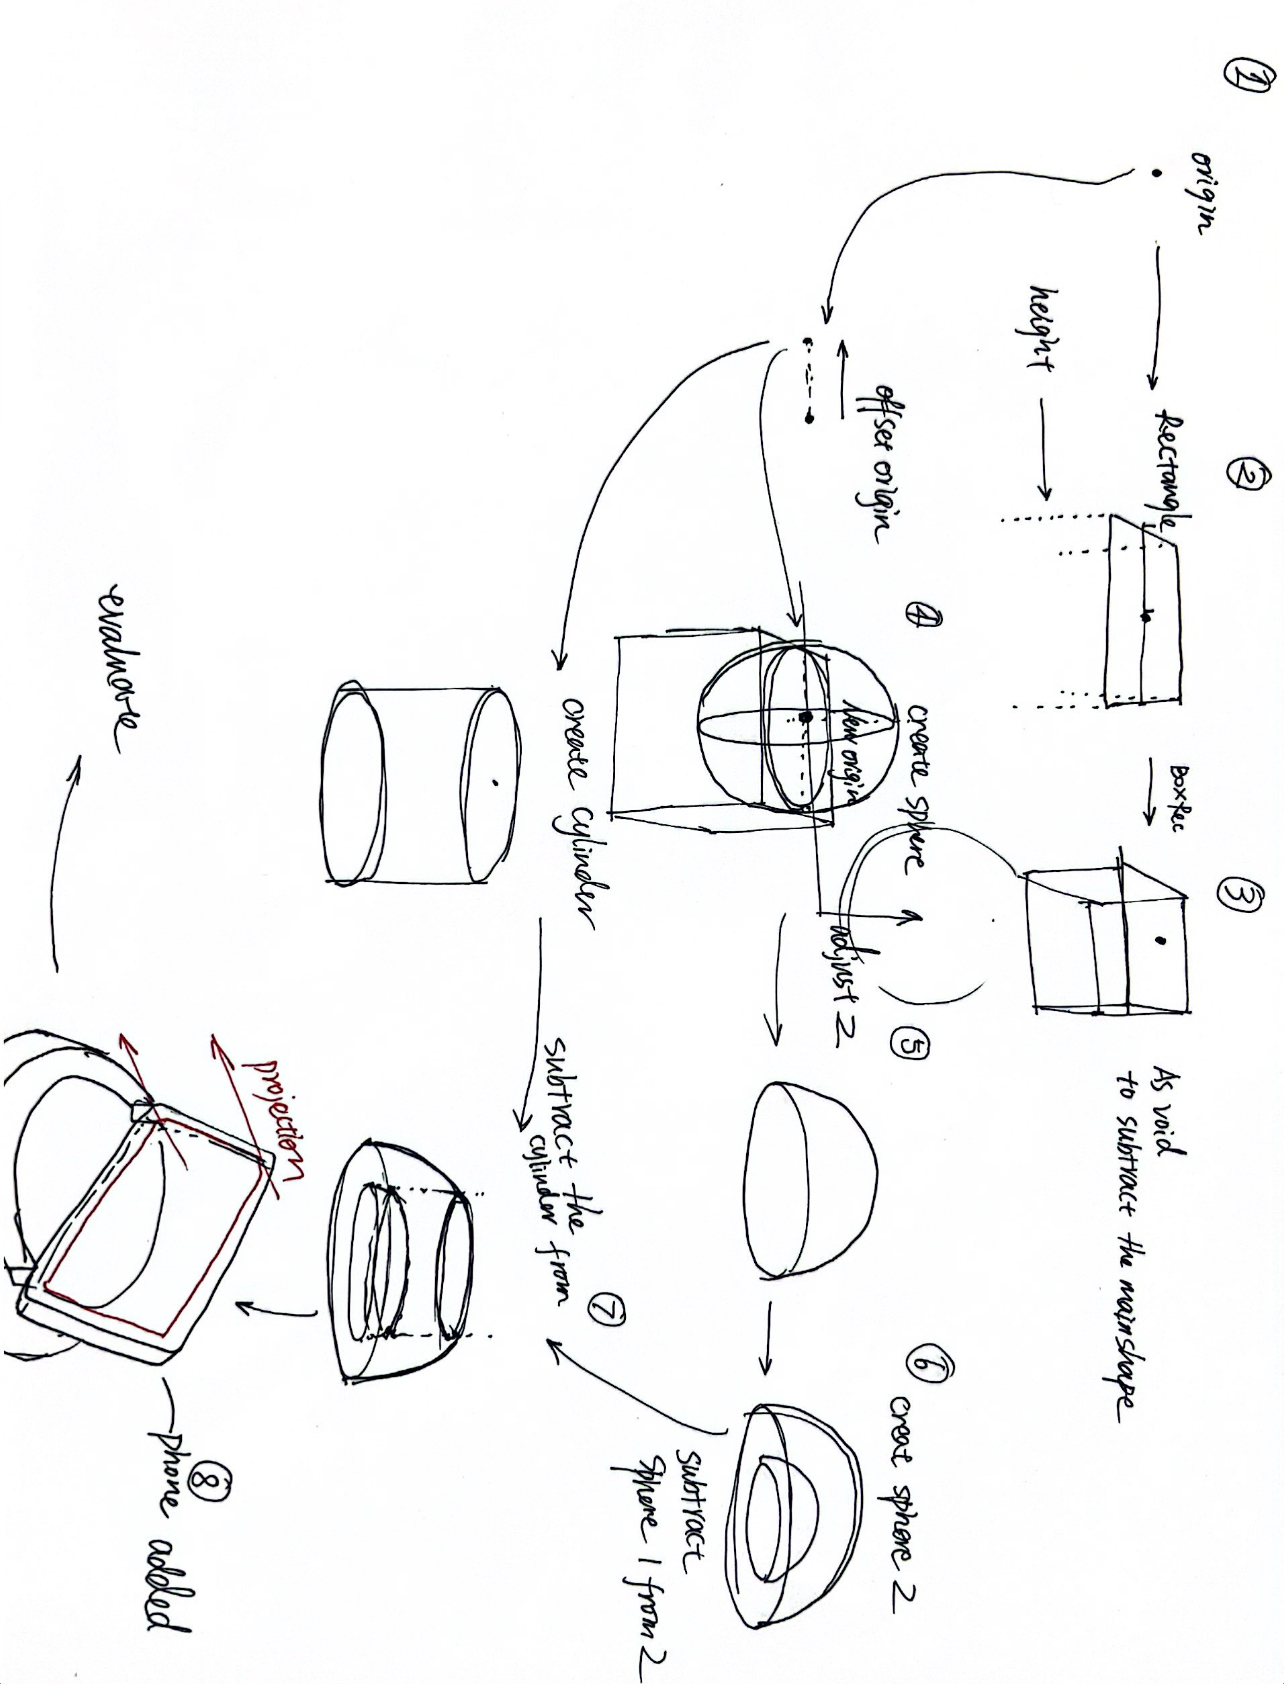 ①
②
③
origin
Rectangle
BoxRec
As void
to subtract the mainshape
height
④
create sphere
⑤
⑥
creat sphere 2
offset origin
New origin
adjust 2
subtract
sphere 1 from 2
⑦
create cylinder
subtract the
cylinder from
projection
⑧
phone added